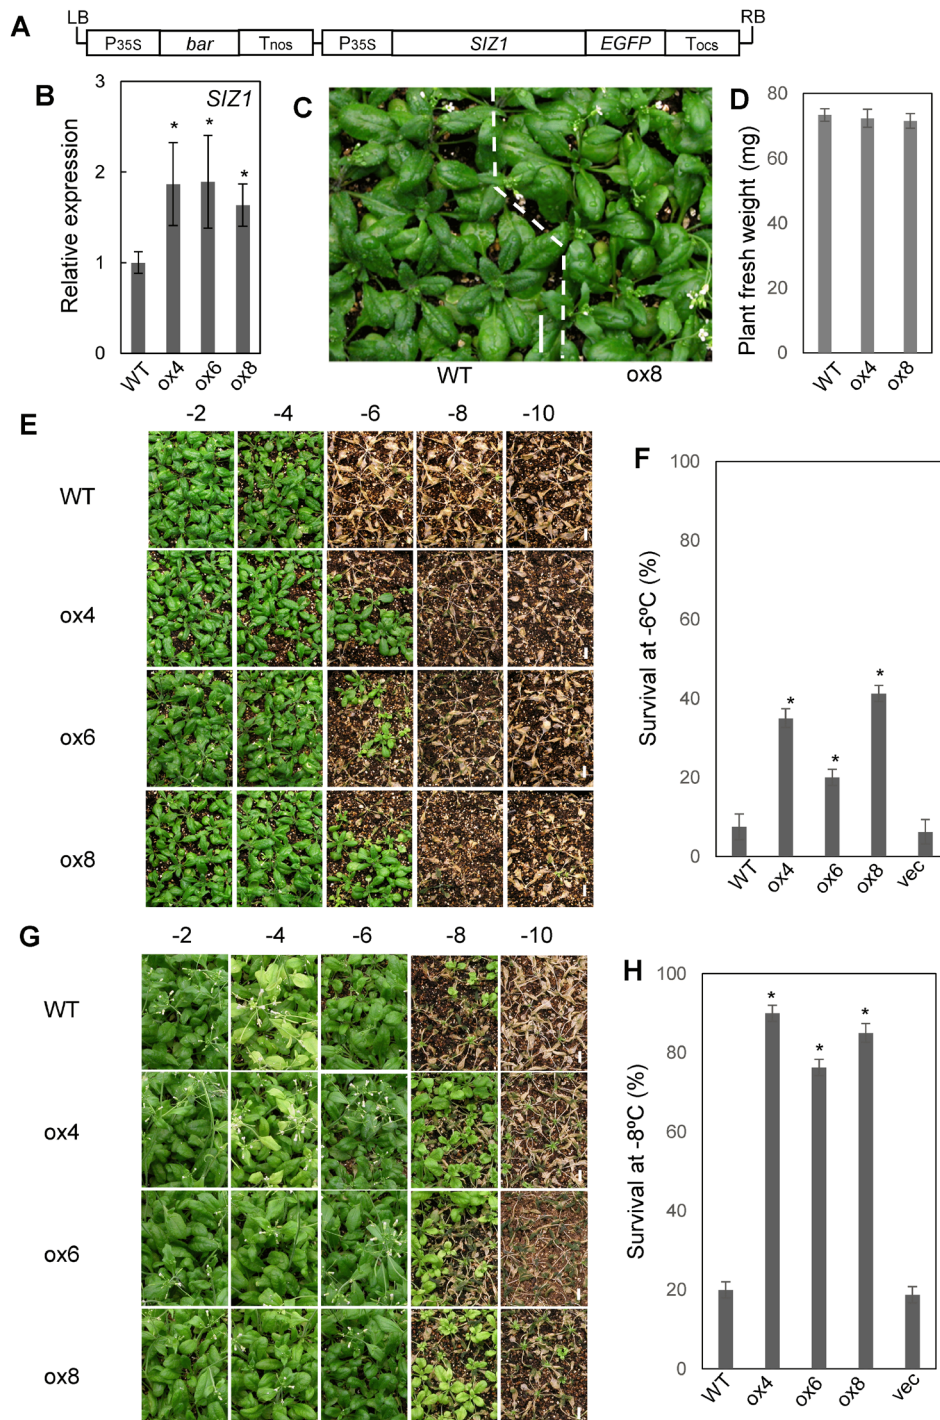 A
LB
RB
P35S bar Tnos P35S SIZ1 EGFP Tocs
B
SIZ1
Relative expression
3
2
1
0
* * *
WT ox4 ox6 ox8
C
WT ox8
D
Plant fresh weight (mg)
80
60
40
20
0
WT ox4 ox8
E
-2 -4 -6 -8 -10
WT
ox4
ox6
ox8
F
Survival at -6ºC (%)
100
80
60
40
20
0
* * *
WT ox4 ox6 ox8 vec
G
-2 -4 -6 -8 -10
WT
ox4
ox6
ox8
H
Survival at -8ºC (%)
100
80
60
40
20
0
* * *
WT ox4 ox6 ox8 vec